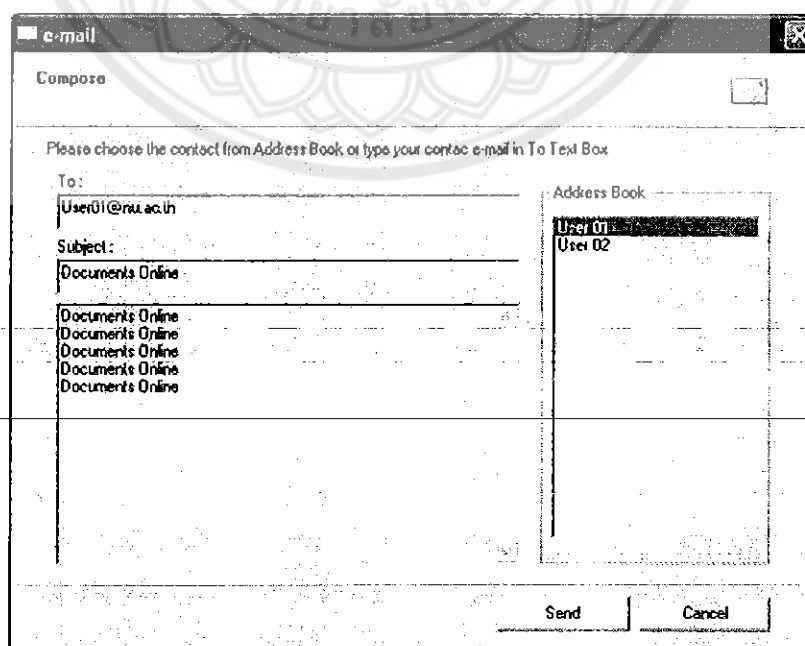 e-mail
Compose
Please choose the contact from Address Book or type your contac e-mail in To Text Box
To :
User01@nu.ac.th
Subject :
Documents Online
Documents Online
Documents Online
Documents Online
Documents Online
Documents Online
Address Book
User 01
User 02
Send
Cancel